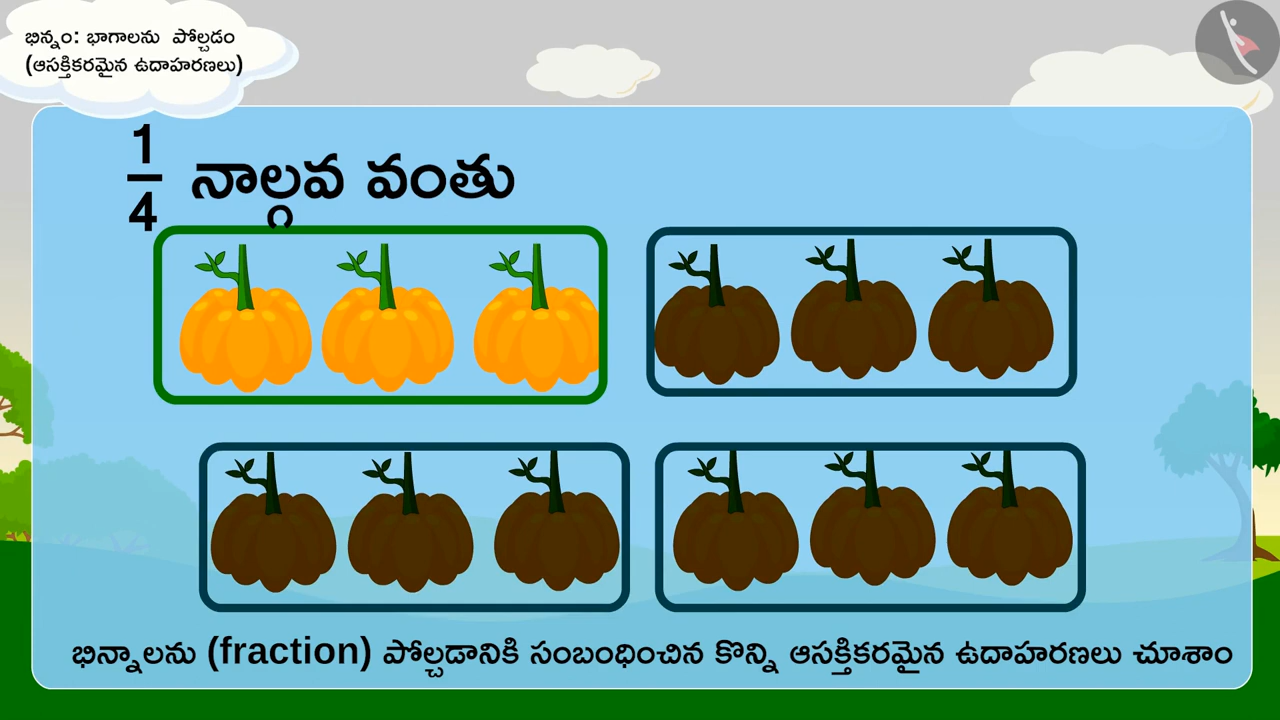 భిన్నం: భాగాలను పోల్చడం
(ఆసక్తికరమైన ఉదాహరణలు)
1
4
నాల్గవ వంతు
భిన్నాలను (fraction) పోల్చడానికి సంబంధించిన కొన్ని ఆసక్తికరమైన ఉదాహరణలు చూశాం